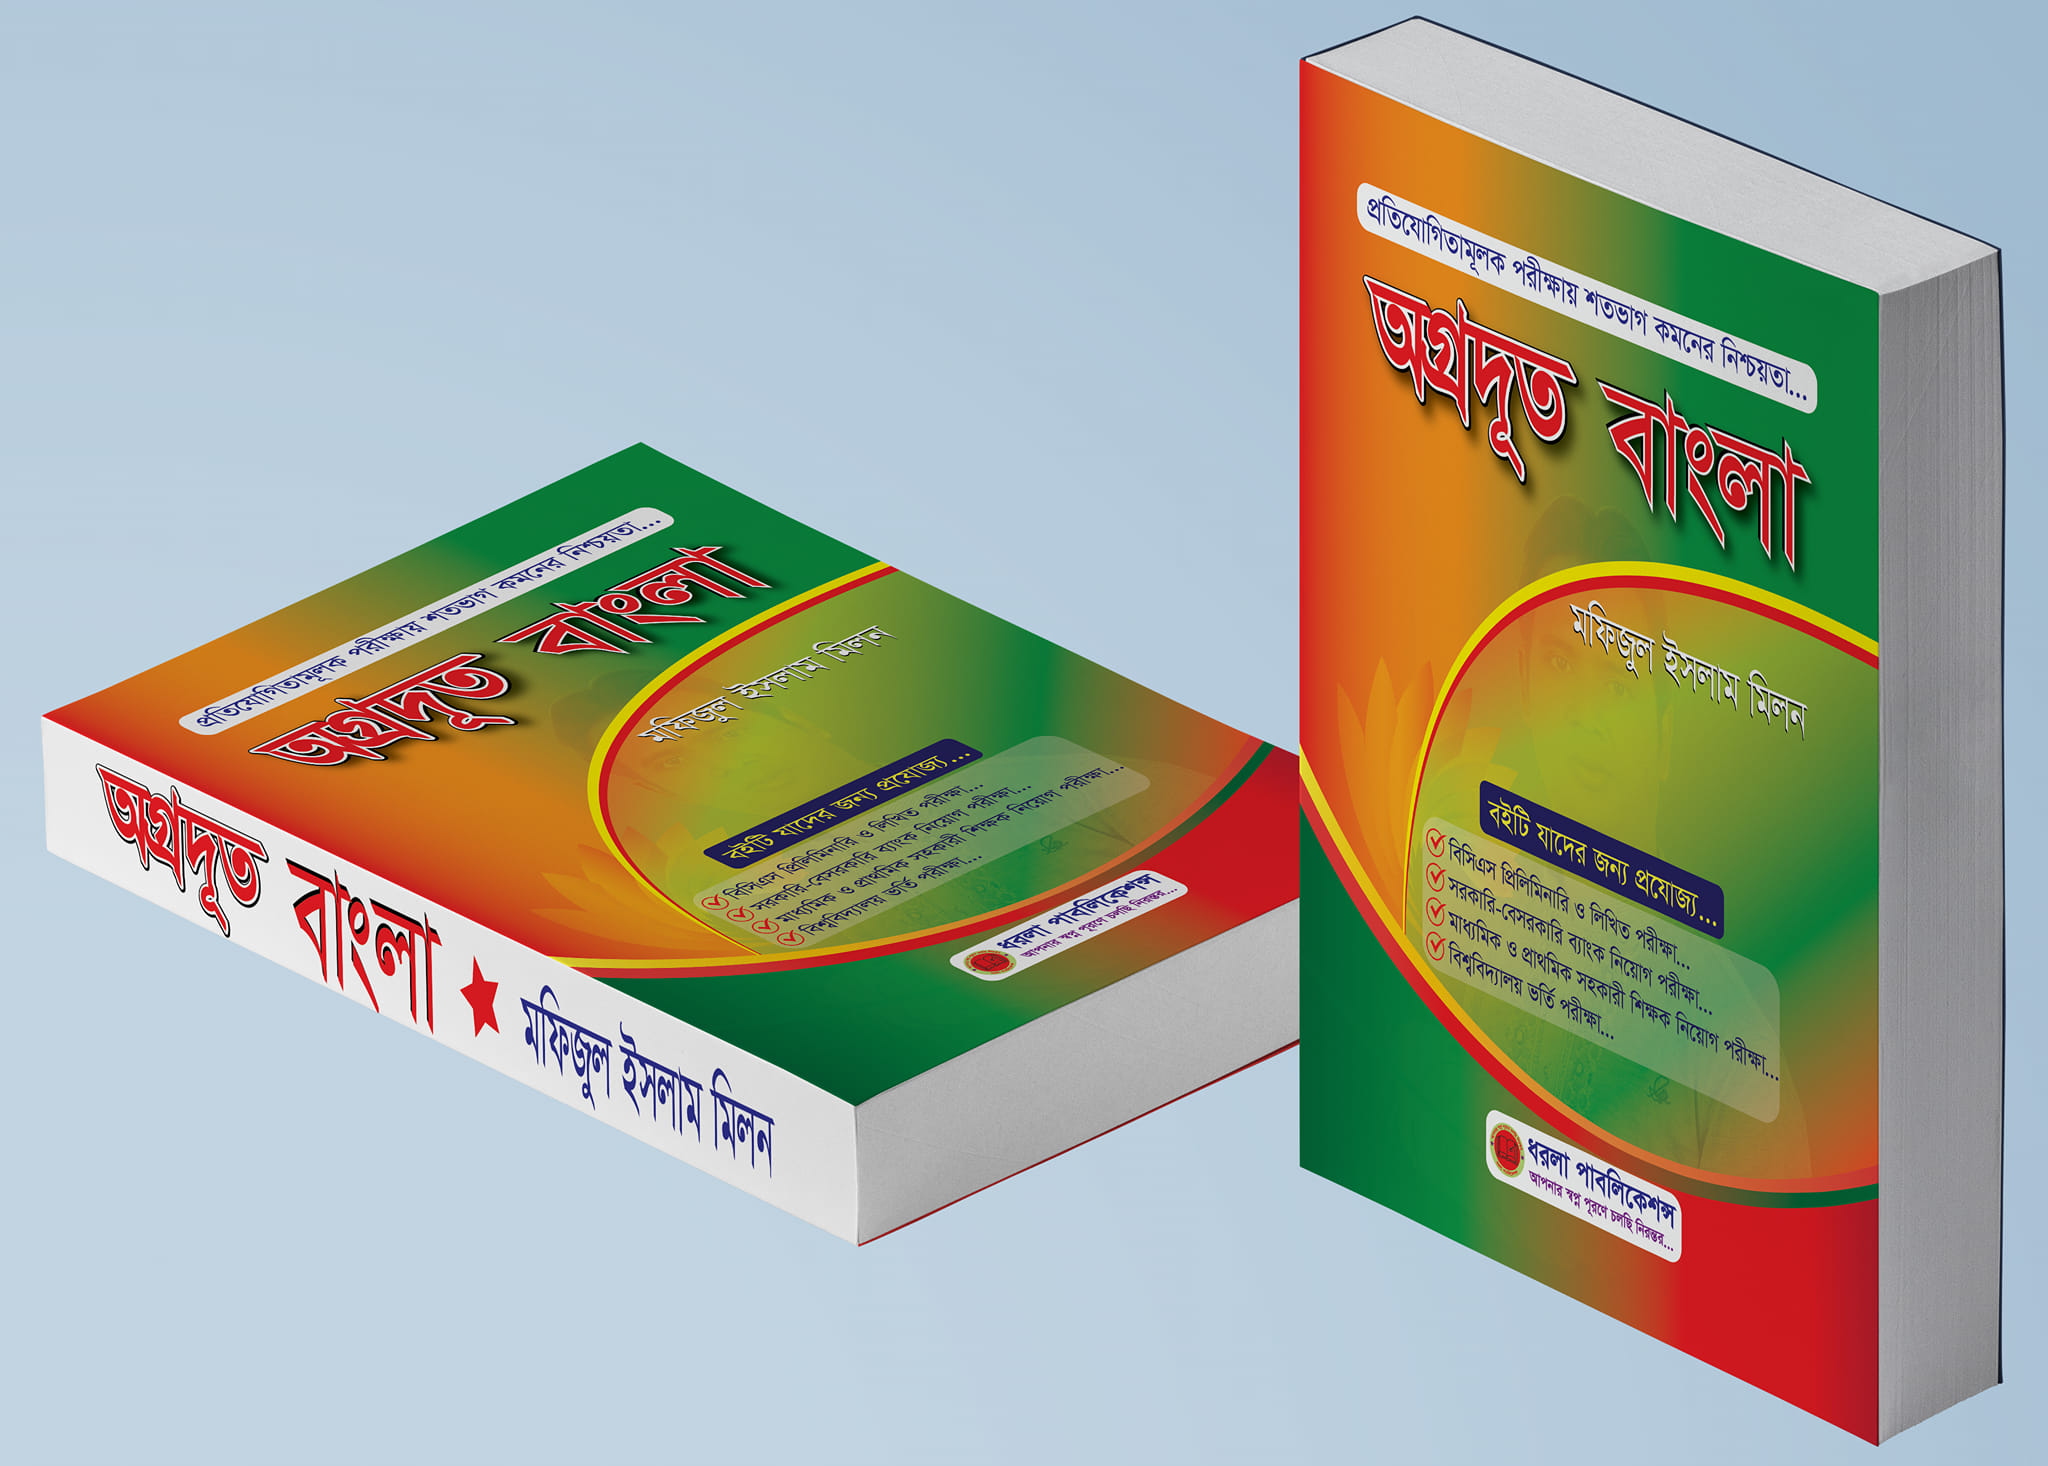 প্রতিযোগিতামূলক পরীক্ষায় শতভাগ কমনের নিশ্চয়তা...
অগ্রদূত বাংলা
মফিজুল ইসলাম মিলন
বইটি যাদের জন্য প্রযোজ্য...
বিসিএস প্রিলিমিনারি ও লিখিত পরীক্ষা...
সরকারি-বেসরকারি ব্যাংক নিয়োগ পরীক্ষা...
মাধ্যমিক ও প্রাথমিক সহকারী শিক্ষক নিয়োগ পরীক্ষা...
বিশ্ববিদ্যালয় ভর্তি পরীক্ষা...
ধরলা পাবলিকেশন্স
আপনার স্বপ্ন পূরণে চলছি নিরন্তর...
অগ্রদূত বাংলা ★ মফিজুল ইসলাম মিলন
প্রতিযোগিতামূলক পরীক্ষায় শতভাগ কমনের নিশ্চয়তা...
অগ্রদূত বাংলা
মফিজুল ইসলাম মিলন
বইটি যাদের জন্য প্রযোজ্য...
বিসিএস প্রিলিমিনারি ও লিখিত পরীক্ষা...
সরকারি-বেসরকারি ব্যাংক নিয়োগ পরীক্ষা...
মাধ্যমিক ও প্রাথমিক সহকারী শিক্ষক নিয়োগ পরীক্ষা...
বিশ্ববিদ্যালয় ভর্তি পরীক্ষা...
ধরলা পাবলিকেশন্স
আপনার স্বপ্ন পূরণে চলছি নিরন্তর...